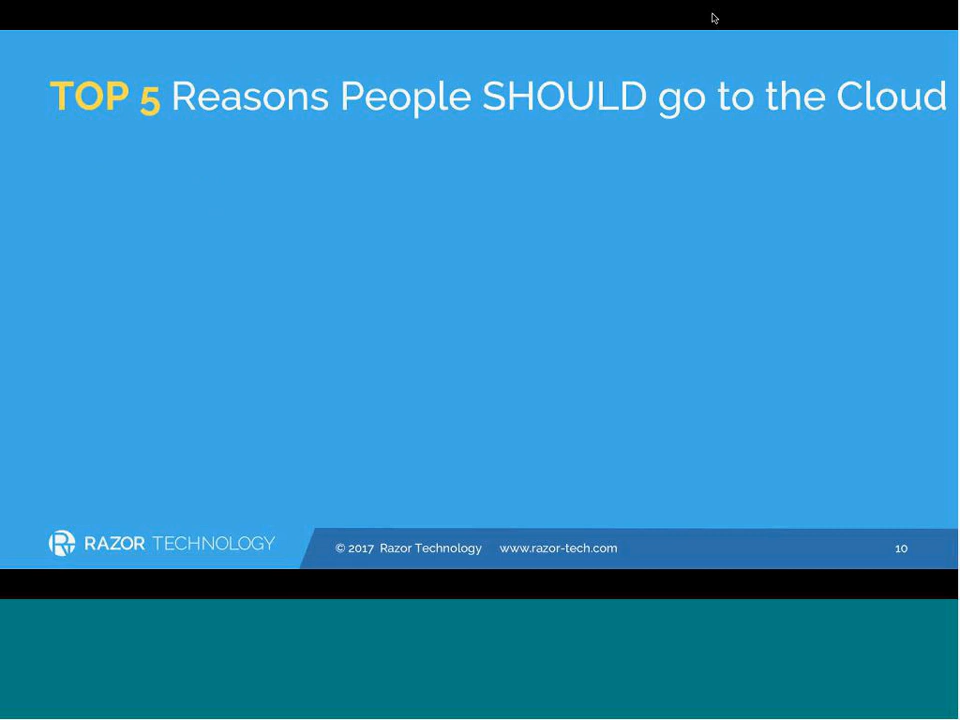 TOP 5 Reasons People SHOULD go to the Cloud
RAZOR TECHNOLOGY
© 2017 Razor Technology www.razor-tech.com 10